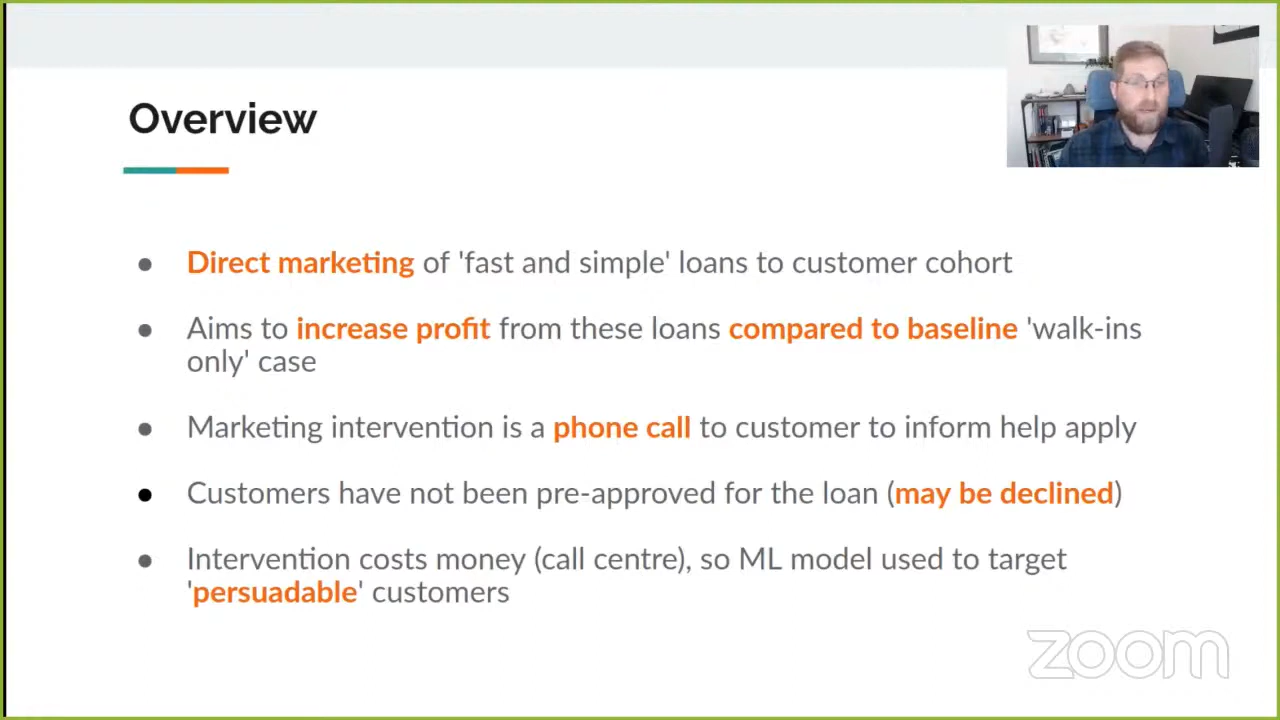 Overview
Direct marketing of 'fast and simple' loans to customer cohort
Aims to increase profit from these loans compared to baseline 'walk-ins
only' case
Marketing intervention is a phone call to customer to inform help apply
Customers have not been pre-approved for the loan (may be declined)
Intervention costs money (call centre), so ML model used to target
'persuadable' customers
zoom